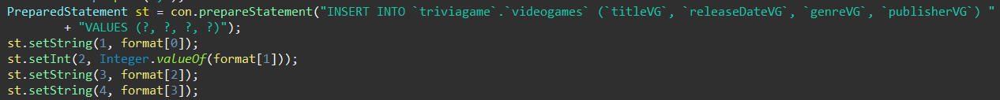 PreparedStatement st = con.prepareStatement("INSERT INTO `triviagame`.`videogames` (`titleVG`, `releaseDateVG`, `genreVG`, `publisherVG`) "
+ "VALUES (?, ?, ?, ?)");
st.setString(1, format[0]);
st.setInt(2, Integer.valueOf(format[1]));
st.setString(3, format[2]);
st.setString(4, format[3]);